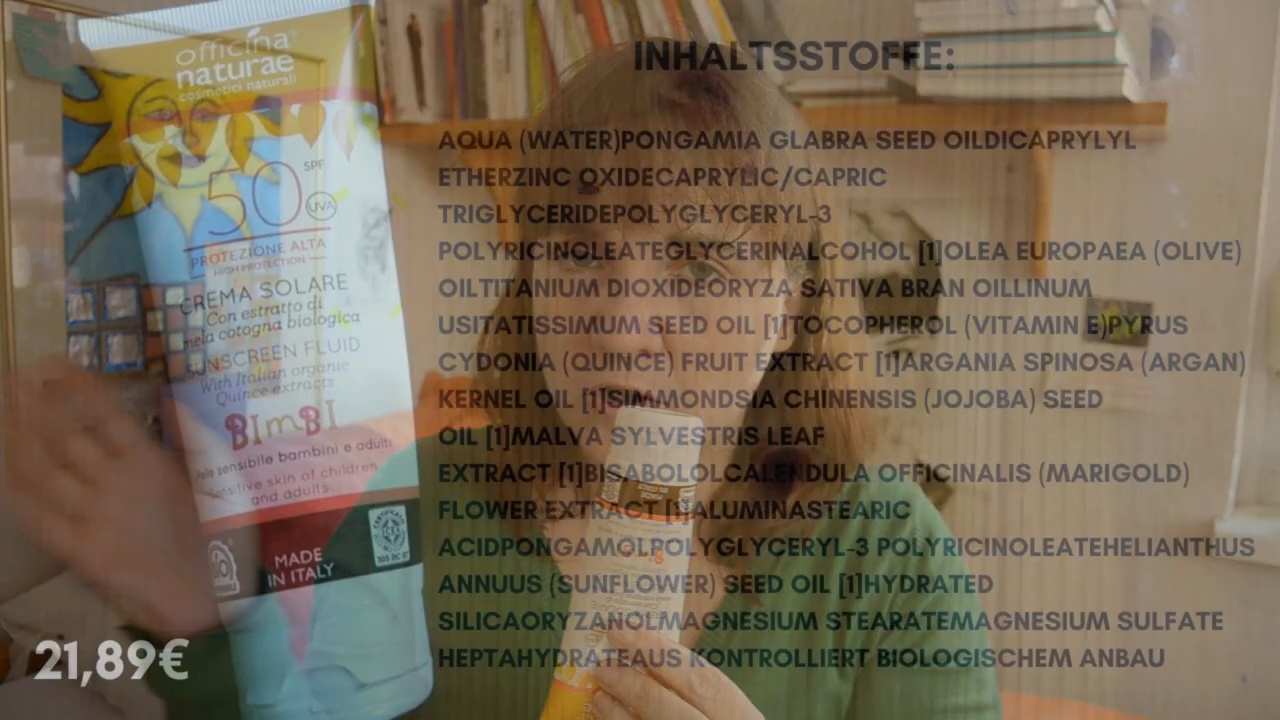 officina
naturae
cosmetici naturali
SPF
50
UVA
PROTEZIONE ALTA
HIGH PROTECTION
CREMA SOLARE
Con estratto di
mela cotogna biologica
SUNSCREEN FLUID
With Italian organic
Quince extracts
BImBI
Pelle sensibile bambini e adulti
Sensitive skin of children
and adults
MADE
IN ITALY
21,89€
INHALTSSTOFFE:
AQUA (WATER)PONGAMIA GLABRA SEED OILDICAPRYLYL
ETHERZINC OXIDECAPRYLIC/CAPRIC
TRIGLYCERIDEPOLYGLYCERYL-3
POLYRICINOLEATEGLYCERINALCOHOL [1]OLEA EUROPAEA (OLIVE)
OILTITANIUM DIOXIDEORYZA SATIVA BRAN OILLINUM
USITATISSIMUM SEED OIL [1]TOCOPHEROL (VITAMIN E)PYRUS
CYDONIA (QUINCE) FRUIT EXTRACT [1]ARGANIA SPINOSA (ARGAN)
KERNEL OIL [1]SIMMONDSIA CHINENSIS (JOJOBA) SEED
OIL [1]MALVA SYLVESTRIS LEAF
EXTRACT [1]BISABOLOLCALENDULA OFFICINALIS (MARIGOLD)
FLOWER EXTRACT [1]ALUMINASTEARIC
ACIDPONGAMOLPOLYGLYCERYL-3 POLYRICINOLEATEHELIANTHUS
ANNUUS (SUNFLOWER) SEED OIL [1]HYDRATED
SILICAORYZANOLMAGNESIUM STEARATEMAGNESIUM SULFATE
HEPTAHYDRATEAUS KONTROLLIERT BIOLOGISCHEM ANBAU